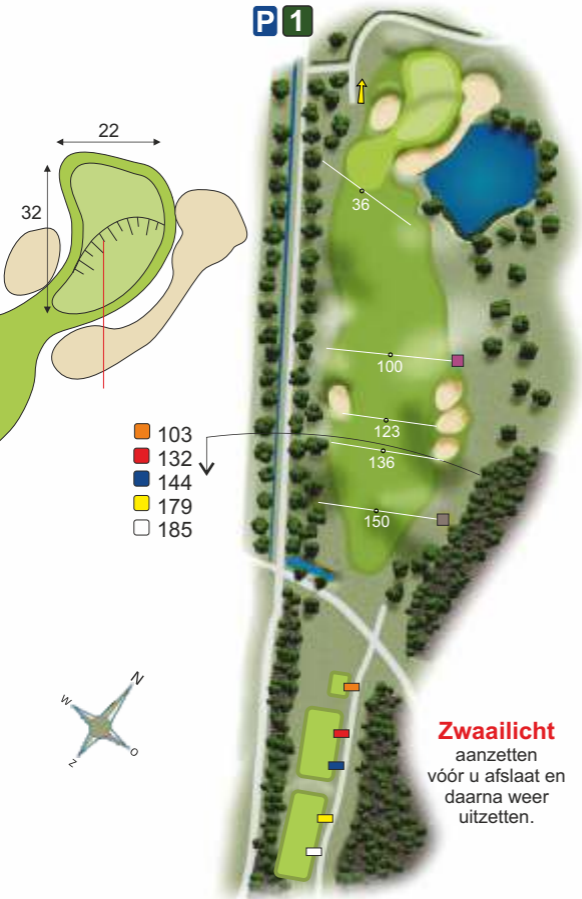 P 1
22
32
36
100
123
136
150
103
132
144
179
185
N
W
O
Z
Zwaailicht
aanzetten
vóór u afslaat en
daarna weer
uitzetten.